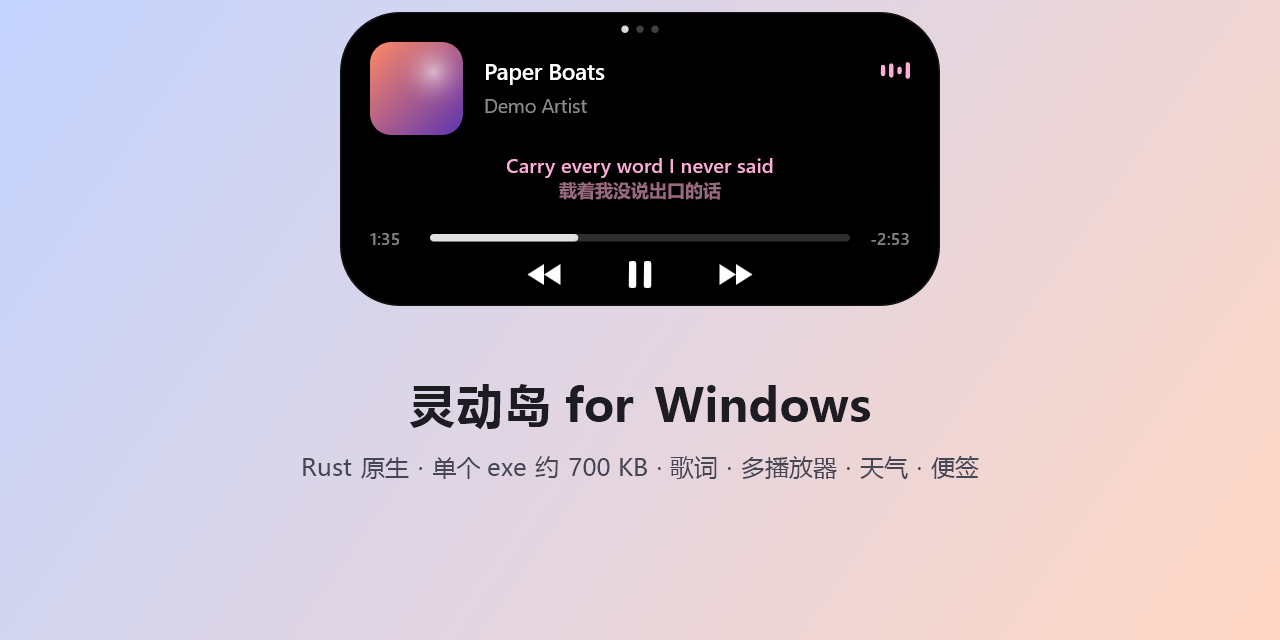 Paper Boats
Demo Artist
Carry every word I never said
载着我没说出口的话
1:35
-2:53
灵动岛 for Windows
Rust 原生 · 单个 exe 约 700 KB · 歌词 · 多播放器 · 天气 · 便签